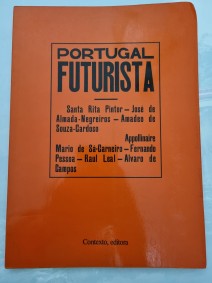 PORTUGAL
FUTURISTA
Santa Rita Pintor — José de
Almada-Negreiros — Amadeo de
Souza-Cardoso
Appollinaire
Mario de Sá-Carneiro — Fernando
Pessoa — Raul Leal — Alvaro de
Campos
Contexto, editora